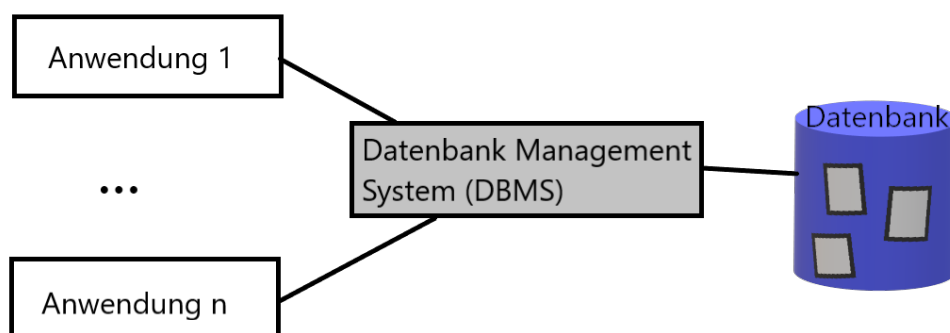 Anwendung 1
Datenbank
Datenbank Management
System (DBMS)
...
Anwendung n